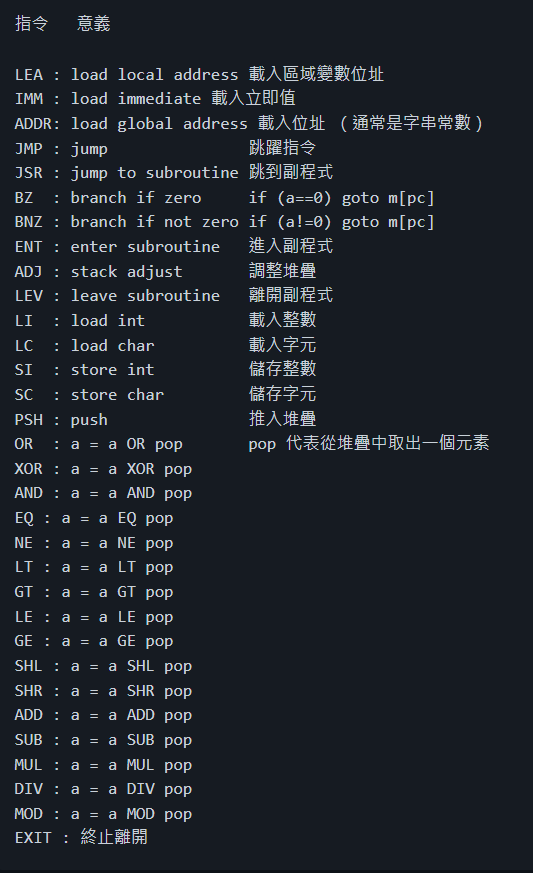 指令   意義
LEA : load local address 載入區域變數位址
IMM : load immediate 載入立即值
ADDR: load global address 載入位址 (通常是字串常數)
JMP : jump               跳躍指令
JSR : jump to subroutine 跳到副程式
BZ  : branch if zero     if (a==0) goto m[pc]
BNZ : branch if not zero if (a!=0) goto m[pc]
ENT : enter subroutine   進入副程式
ADJ : stack adjust       調整堆疊
LEV : leave subroutine   離開副程式
LI  : load int           載入整數
LC  : load char          載入字元
SI  : store int          儲存整數
SC  : store char         儲存字元
PSH : push               推入堆疊
OR  : a = a OR pop       pop 代表從堆疊中取出一個元素
XOR : a = a XOR pop
AND : a = a AND pop
EQ : a = a EQ pop
NE : a = a NE pop
LT : a = a LT pop
GT : a = a GT pop
LE : a = a LE pop
GE : a = a GE pop
SHL : a = a SHL pop
SHR : a = a SHR pop
ADD : a = a ADD pop
SUB : a = a SUB pop
MUL : a = a MUL pop
DIV : a = a DIV pop
MOD : a = a MOD pop
EXIT : 終止離開